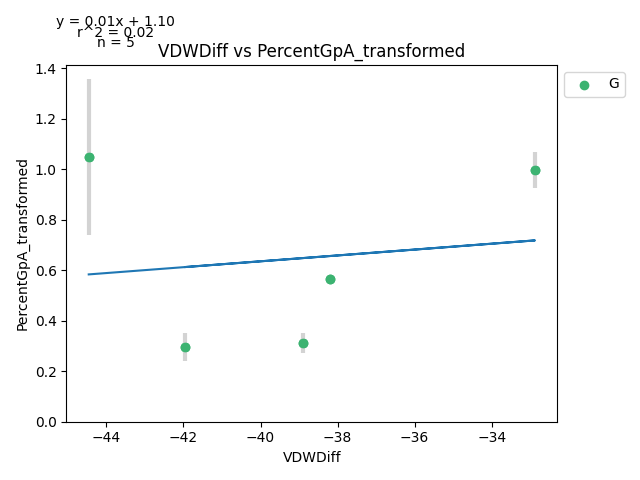 y = 0.01x + 1.10
r^2 = 0.02
n = 5
VDWDiff vs PercentGpA_transformed
G
PercentGpA_transformed
1.4
1.2
1.0
0.8
0.6
0.4
0.2
0.0
−44
−42
−40
−38
−36
−34
VDWDiff